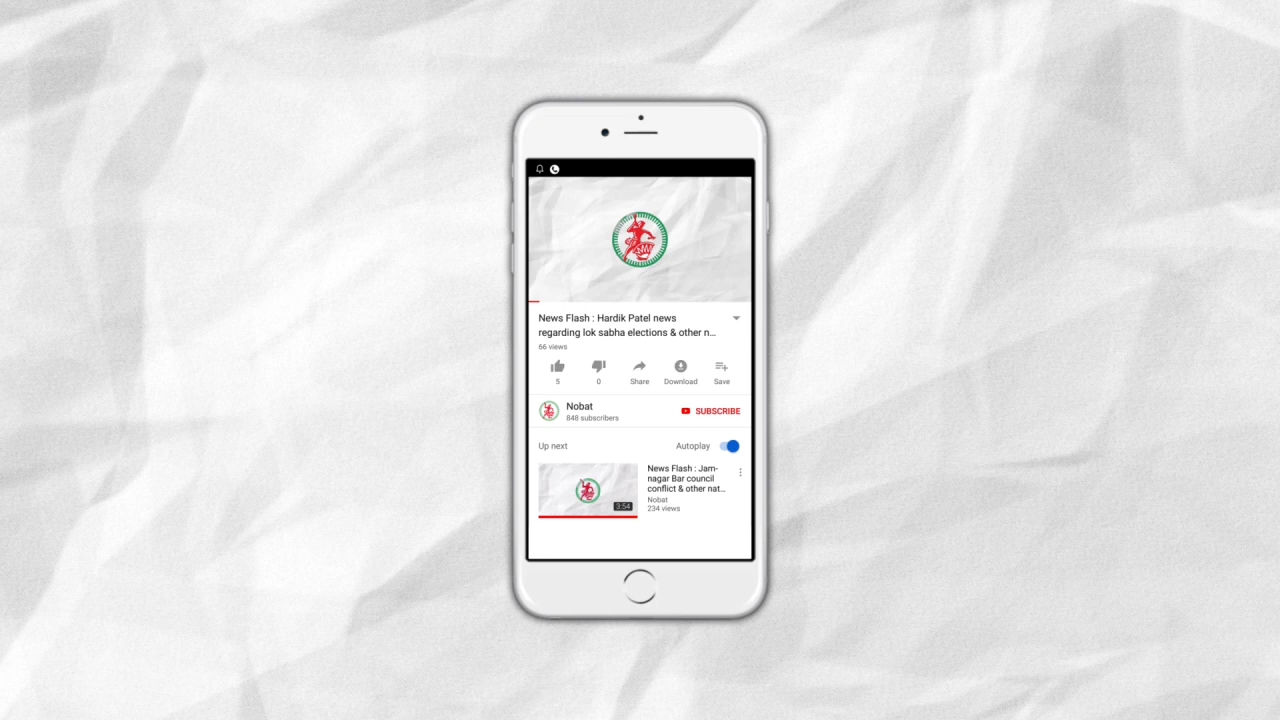 News Flash : Hardik Patel news
regarding lok sabha elections & other n...
66 views
5
0
Share
Download
Save
Nobat
848 subscribers
SUBSCRIBE
Up next
Autoplay
News Flash : Jam-
nagar Bar council
conflict & other nat...
Nobat
234 views
3:54